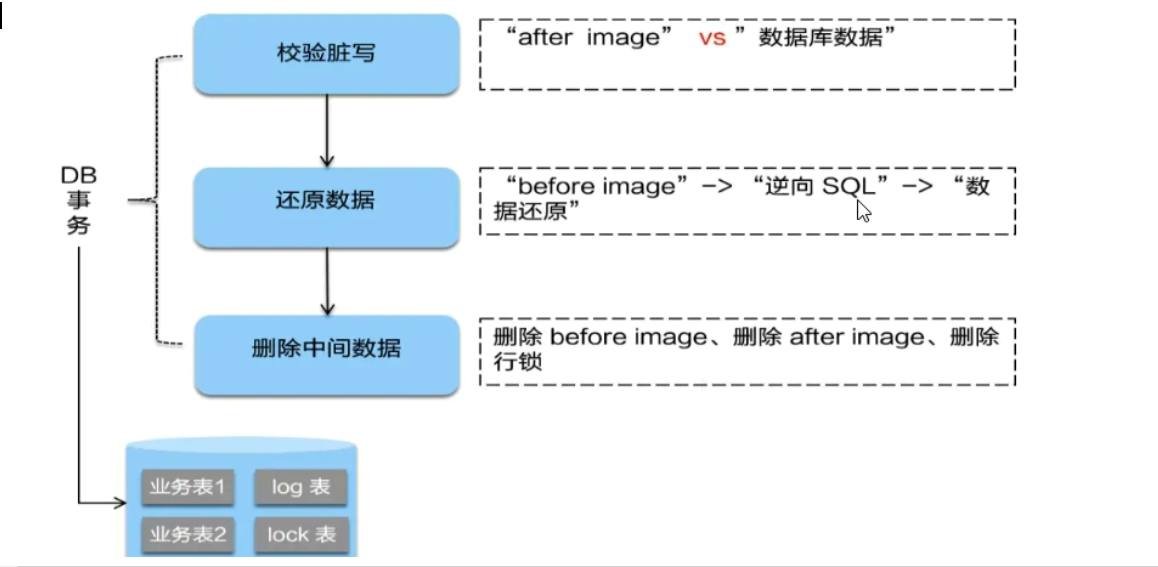 校验脏写
“after image” vs ”数据库数据”
DB
事
务
还原数据
“before image”–> “逆向 SQL”–> “数
据还原”
删除中间数据
删除 before image、删除 after image、删除
行锁
业务表1
log 表
业务表2
lock 表